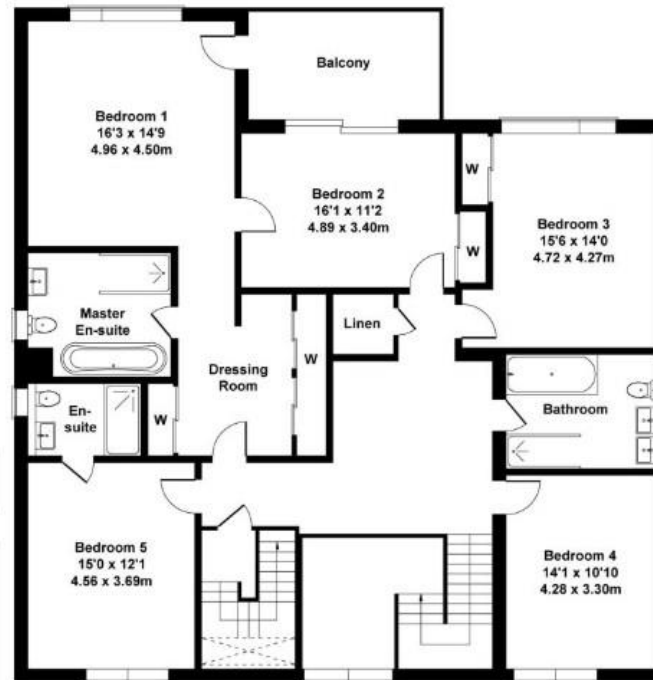 Balcony
Bedroom 1
16'3 x 14'9
4.96 x 4.50m
Bedroom 2
16'1 x 11'2
4.89 x 3.40m
W
W
Bedroom 3
15'6 x 14'0
4.72 x 4.27m
Master
En-suite
Linen
Dressing
Room
W
W
En-
suite
Bathroom
Bedroom 5
15'0 x 12'1
4.56 x 3.69m
Bedroom 4
14'1 x 10'10
4.28 x 3.30m